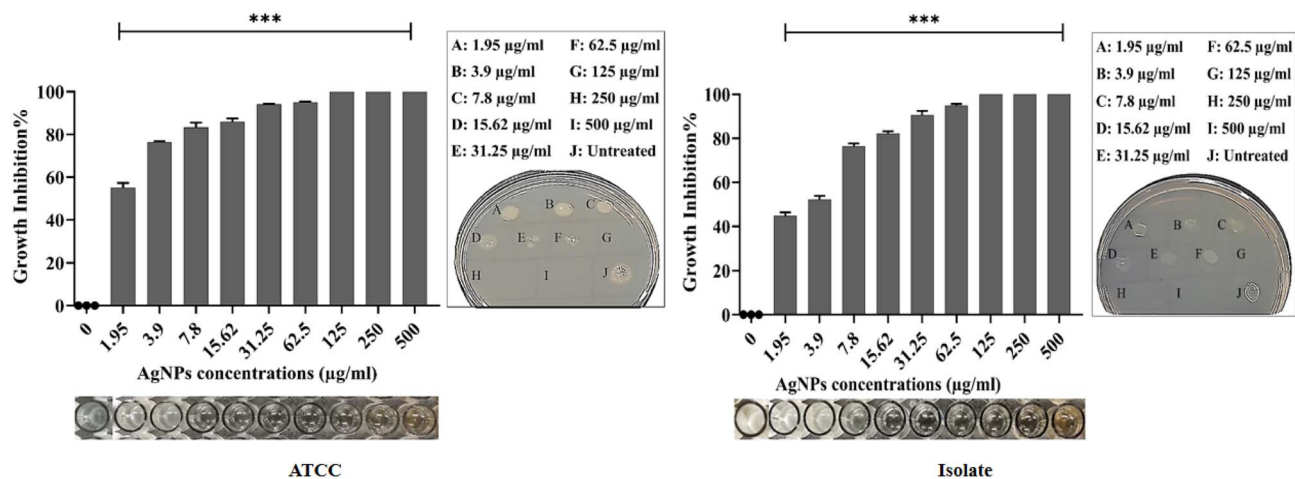 ***
A: 1.95 µg/ml F: 62.5 µg/ml
B: 3.9 µg/ml G: 125 µg/ml
C: 7.8 µg/ml H: 250 µg/ml
D: 15.62 µg/ml I: 500 µg/ml
E: 31.25 µg/ml J: Untreated
Growth Inhibition%
100
80
60
40
20
0
0 1.95 3.9 7.8 15.62 31.25 62.5 125 250 500
AgNPs concentrations (µg/ml)
A B C
D E F G
H I J
ATCC
***
A: 1.95 µg/ml F: 62.5 µg/ml
B: 3.9 µg/ml G: 125 µg/ml
C: 7.8 µg/ml H: 250 µg/ml
D: 15.62 µg/ml I: 500 µg/ml
E: 31.25 µg/ml J: Untreated
Growth Inhibition%
100
80
60
40
20
0
0 1.95 3.9 7.8 15.62 31.25 62.5 125 250 500
AgNPs concentrations (µg/ml)
A B C
D E F G
H I J
Isolate